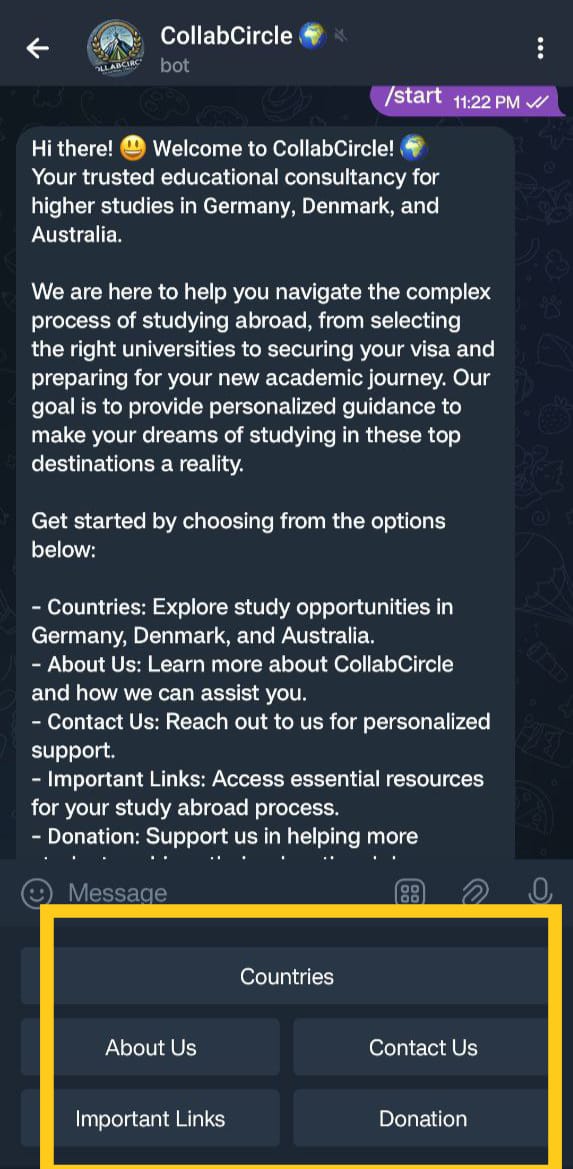 CollabCircle 🌍
bot
/start 11:22 PM
Hi there! 😃 Welcome to CollabCircle! 🌍
Your trusted educational consultancy for
higher studies in Germany, Denmark, and
Australia.
We are here to help you navigate the complex
process of studying abroad, from selecting
the right universities to securing your visa and
preparing for your new academic journey. Our
goal is to provide personalized guidance to
make your dreams of studying in these top
destinations a reality.
Get started by choosing from the options
below:
- Countries: Explore study opportunities in
Germany, Denmark, and Australia.
- About Us: Learn more about CollabCircle
and how we can assist you.
- Contact Us: Reach out to us for personalized
support.
- Important Links: Access essential resources
for your study abroad process.
- Donation: Support us in helping more
Message
Countries
About Us
Contact Us
Important Links
Donation